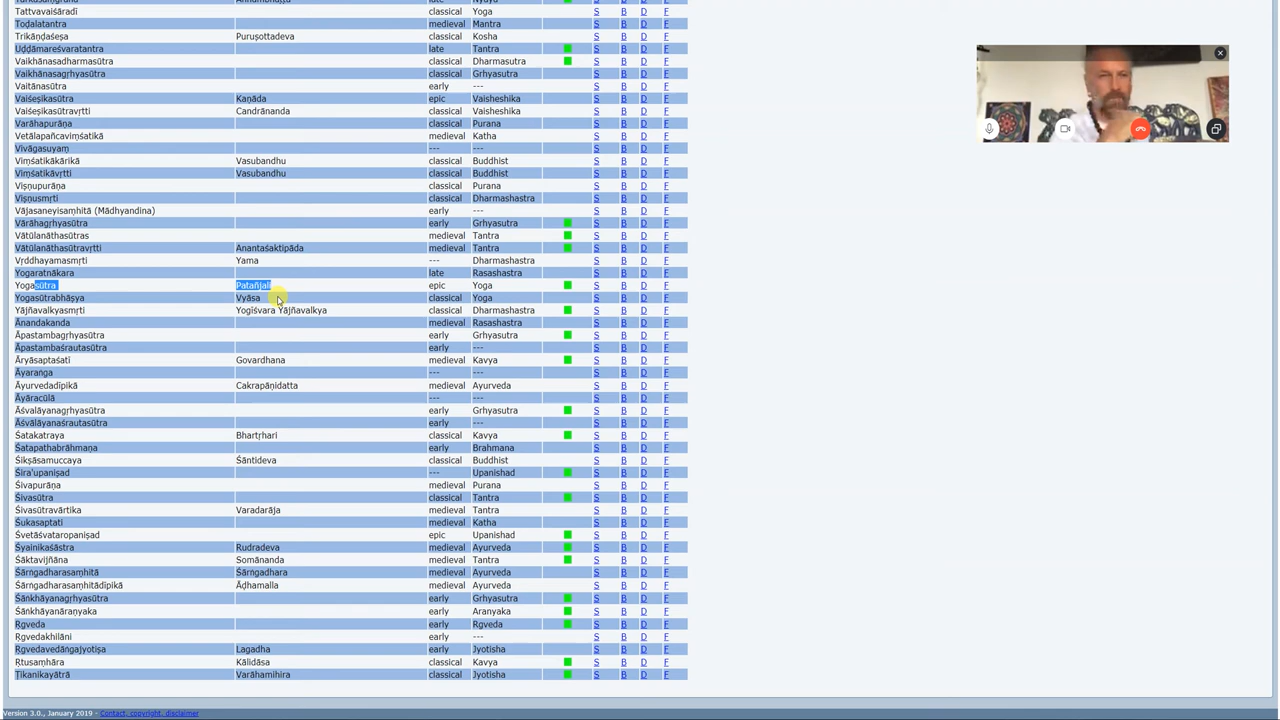 Tattvavaiśāradī classical Yoga S B D F
Toḍalatantra medieval Mantra S B D F
Trikāṇḍaśeṣa Puruṣottadeva classical Kosha S B D F
Uḍḍāmareśvaratantra late Tantra S B D F
Vaikhānasadharmasūtra classical Dharmasutra S B D F
Vaikhānasagṛhyasūtra classical Grhyasutra S B D F
Vaitānasūtra early --- S B D F
Vaiśeṣikasūtra Kaṇāda epic Vaisheshika S B D F
Vaiśeṣikasūtravṛtti Candrānanda classical Vaisheshika S B D F
Varāhapurāṇa classical Purana S B D F
Vetālapañcaviṃśatikā medieval Katha S B D F
Vivāgasuyaṃ --- --- S B D F
Viṃśatikākārikā Vasubandhu classical Buddhist S B D F
Viṃśatikāvṛtti Vasubandhu classical Buddhist S B D F
Viṣṇupurāṇa classical Purana S B D F
Viṣṇusmṛti classical Dharmashastra S B D F
Vājasaneyisaṃhitā (Mādhyandina) early --- S B D F
Vārāhagṛhyasūtra early Grhyasutra S B D F
Vātūlanāthasūtras medieval Tantra S B D F
Vātūlanāthasūtravṛtti Anantaśaktipāda medieval Tantra S B D F
Vṛddhayamasmṛti Yama --- Dharmashastra S B D F
Yogaratnākara late Rasashastra S B D F
Yogasūtra Patañjali epic Yoga S B D F
Yogasūtrabhāṣya Vyāsa classical Yoga S B D F
Yājñavalkyasmṛti Yogīśvara Yājñavalkya classical Dharmashastra S B D F
Ānandakanda medieval Rasashastra S B D F
Āpastambagṛhyasūtra early Grhyasutra S B D F
Āpastambaśrautasūtra early --- S B D F
Āryāsaptaśatī Govardhana medieval Kavya S B D F
Āyaraṅga --- --- S B D F
Āyurvedadīpikā Cakrapāṇidatta medieval Ayurveda S B D F
Āyāracūlā --- --- S B D F
Āśvalāyanagṛhyasūtra early Grhyasutra S B D F
Āśvālāyanaśrautasūtra early --- S B D F
Śatakatraya Bhartṛhari classical Kavya S B D F
Śatapathabrāhmaṇa early Brahmana S B D F
Śikṣāsamuccaya Śāntideva classical Buddhist S B D F
Śira'upaniṣad --- Upanishad S B D F
Śivapurāṇa medieval Purana S B D F
Śivasūtra classical Tantra S B D F
Śivasūtravārtika Varadarāja medieval Tantra S B D F
Śukasaptati medieval Katha S B D F
Śvetāśvataropaniṣad epic Upanishad S B D F
Śyainikaśāstra Rudradeva medieval Ayurveda S B D F
Śāktavijñāna Somānanda medieval Tantra S B D F
Śārṅgadharasaṃhitā Śārṅgadhara medieval Ayurveda S B D F
Śārṅgadharasaṃhitādīpikā Āḍhamalla medieval Ayurveda S B D F
Śāṅkhāyanagṛhyasūtra early Grhyasutra S B D F
Śāṅkhāyanāraṇyaka early Aranyaka S B D F
Ṛgveda early Rgveda S B D F
Ṛgvedakhilāni early --- S B D F
Ṛgvedavedāṅgajyotiṣa Lagadha early Jyotisha S B D F
Ṛtusaṃhāra Kālidāsa classical Kavya S B D F
Ṭikanikayātrā Varāhamihira classical Jyotisha S B D F
Version 3.0., January 2019 - Contact, copyright, disclaimer